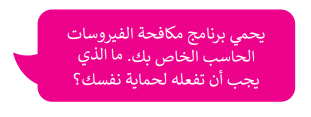 يحمي برنامج مكافحة الفيروسات
الحاسب الخاص بك. ما الذي
يجب أن تفعله لحماية نفسك؟